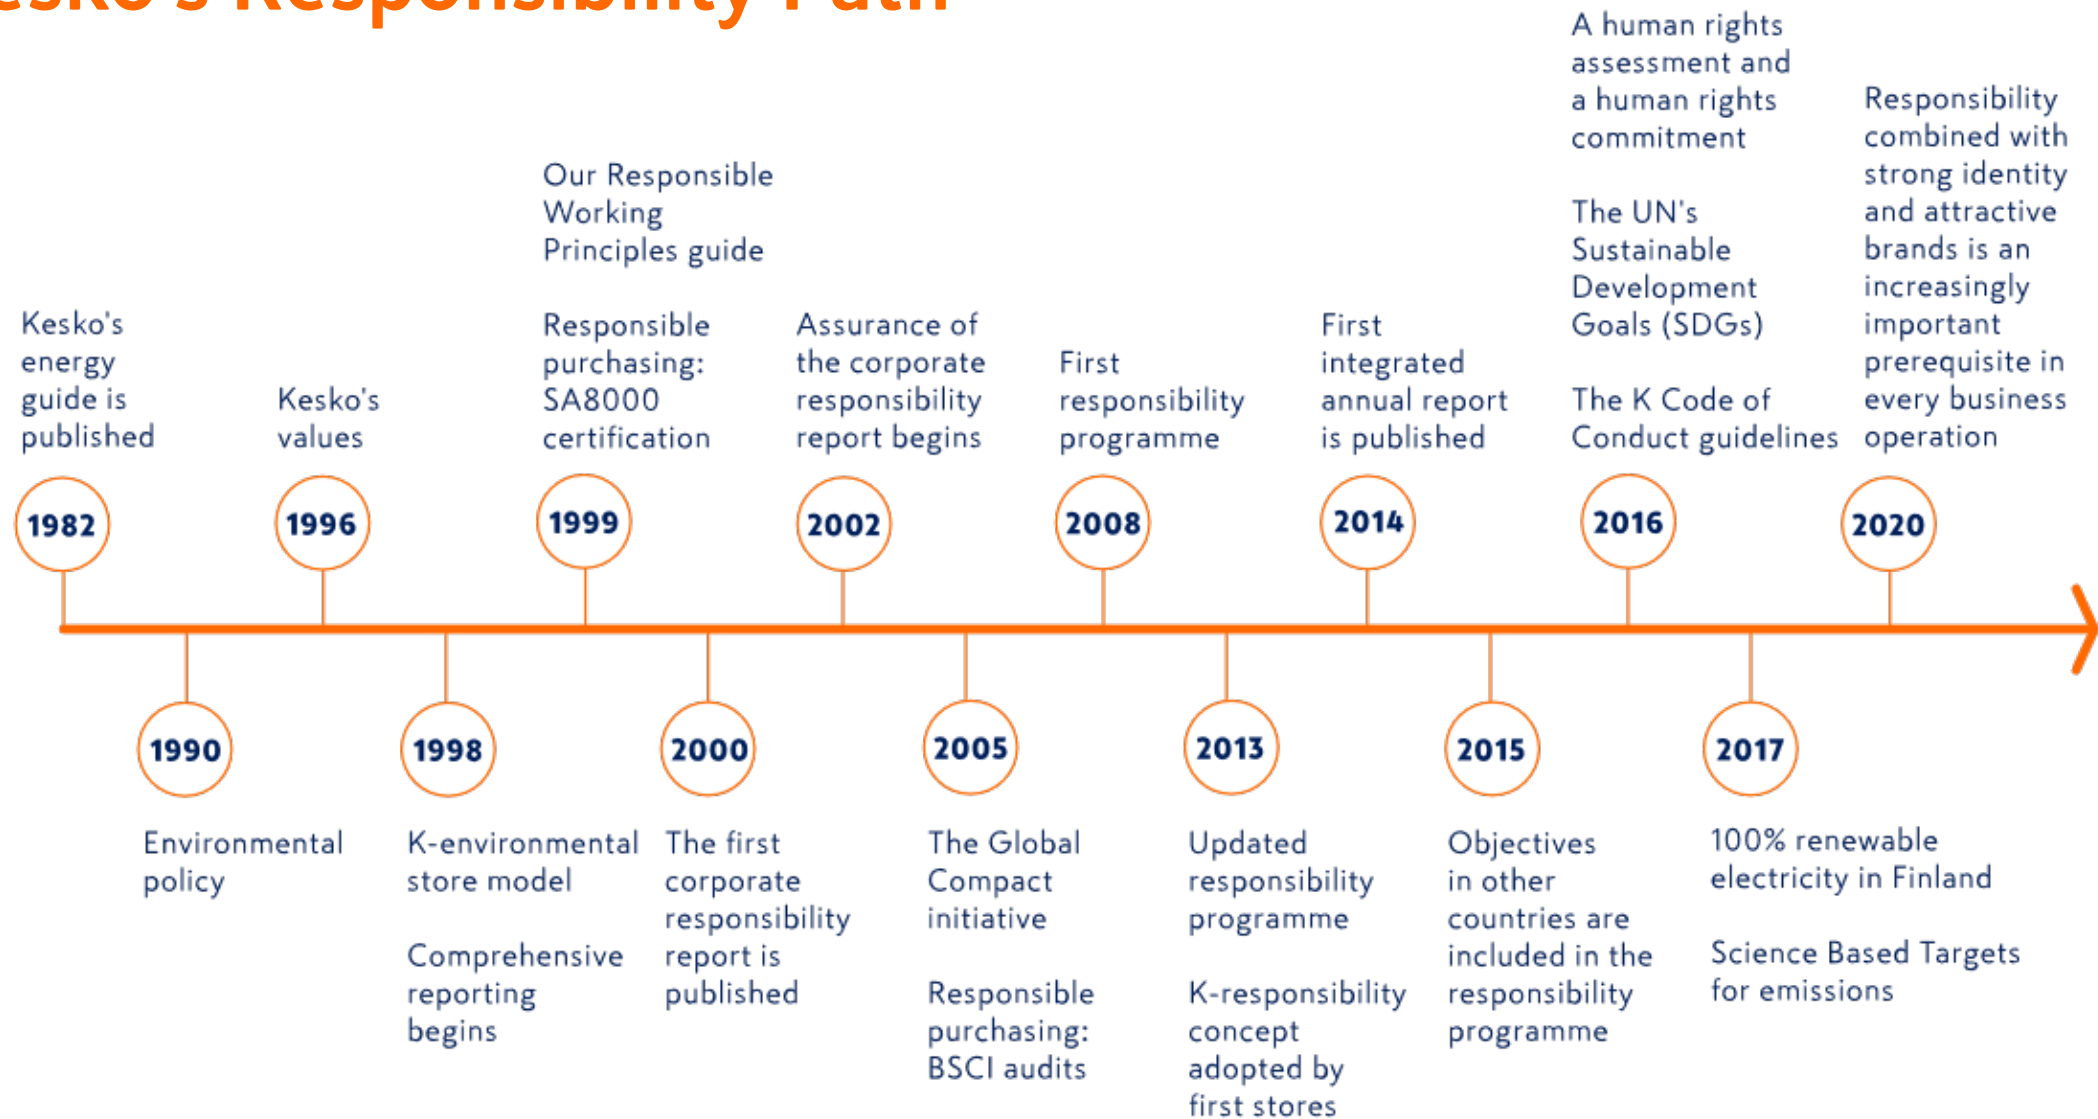 esko's Responsibility Path
A human rights
assessment and
a human rights
commitment
The UN's
Sustainable
Development
Goals (SDGs)
The K Code of
Conduct guidelines
Responsibility
combined with
strong identity
and attractive
brands is an
increasingly
important
prerequisite in
every business
operation
Our Responsible
Working
Principles guide
Responsible
purchasing:
SA8000
certification
Kesko's
energy
guide is
published
Kesko's
values
Assurance of
the corporate
responsibility
report begins
First
responsibility
programme
First
integrated
annual report
is published
1982
1996
1999
2002
2008
2014
2016
2020
1990
1998
2000
2005
2013
2015
2017
Environmental
policy
K-environmental
store model
Comprehensive
reporting
begins
The first
corporate
responsibility
report is
published
The Global
Compact
initiative
Responsible
purchasing:
BSCI audits
Updated
responsibility
programme
K-responsibility
concept
adopted by
first stores
Objectives
in other
countries are
included in the
responsibility
programme
100% renewable
electricity in Finland
Science Based Targets
for emissions